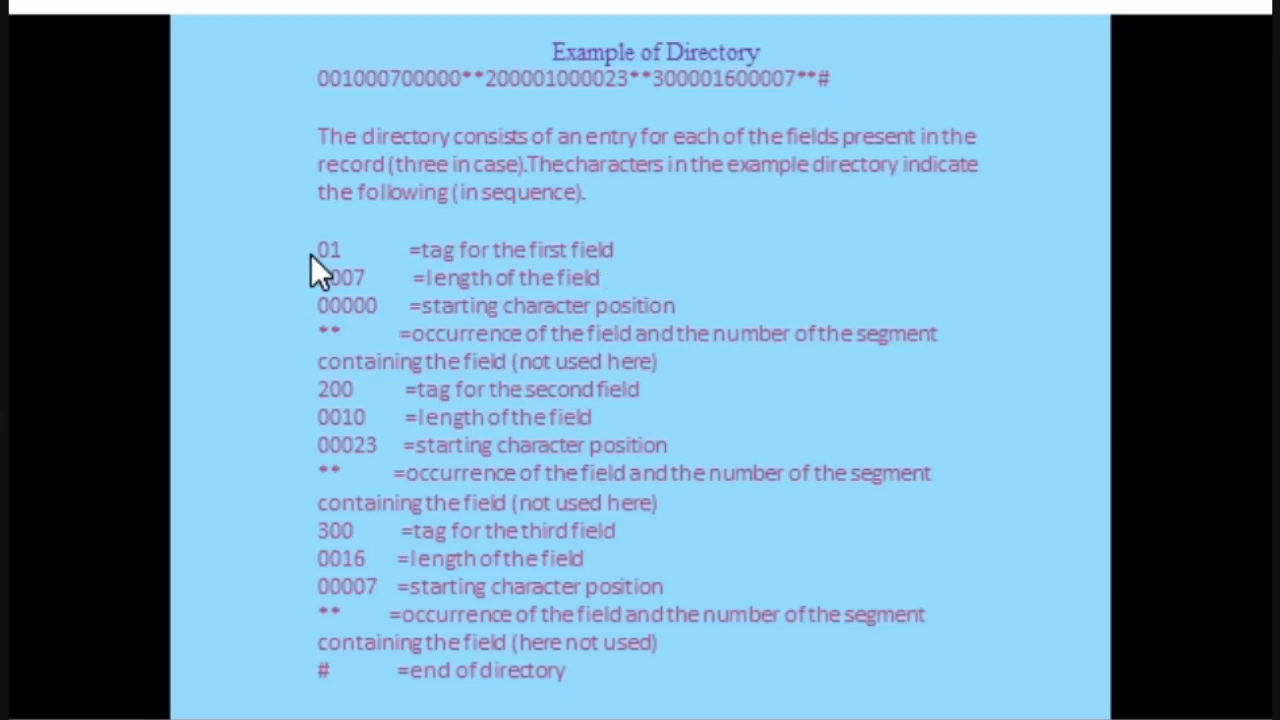 Example of Directory
001000700000**200001000023**300001600007**#
The directory consists of an entry for each of the fields present in the
record (three in case).The characters in the example directory indicate
the following (in sequence).
01 =tag for the first field
007 =length of the field
00000 =starting character position
** =occurrence of the field and the number of the segment
containing the field (not used here)
200 =tag for the second field
0010 =length of the field
00023 =starting character position
** =occurrence of the field and the number of the segment
containing the field (not used here)
300 =tag for the third field
0016 =length of the field
00007 =starting character position
** =occurrence of the field and the number of the segment
containing the field (here not used)
# =end of directory